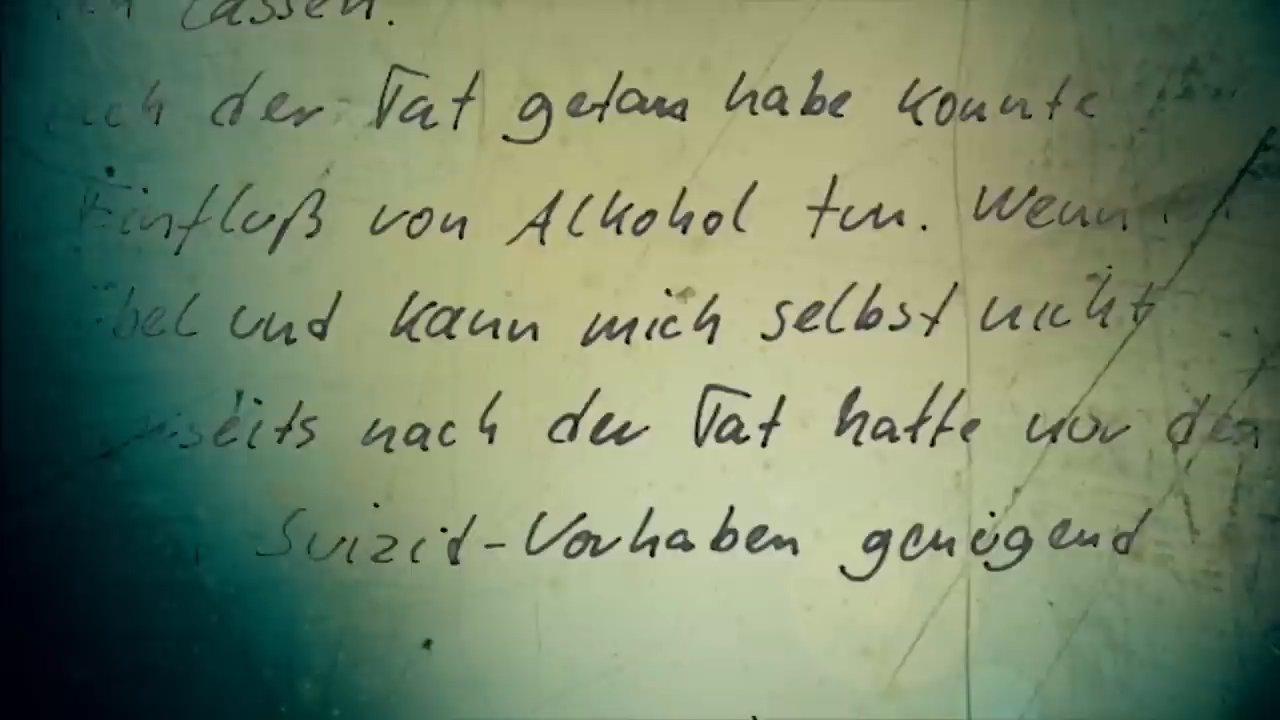 lassen.
der Tat getan habe konnte
Einfluß von Alkohol tun. Wenn
und kann mich selbst nicht
nach der Tat hatte nur den
Suizid-Vorhaben genügend